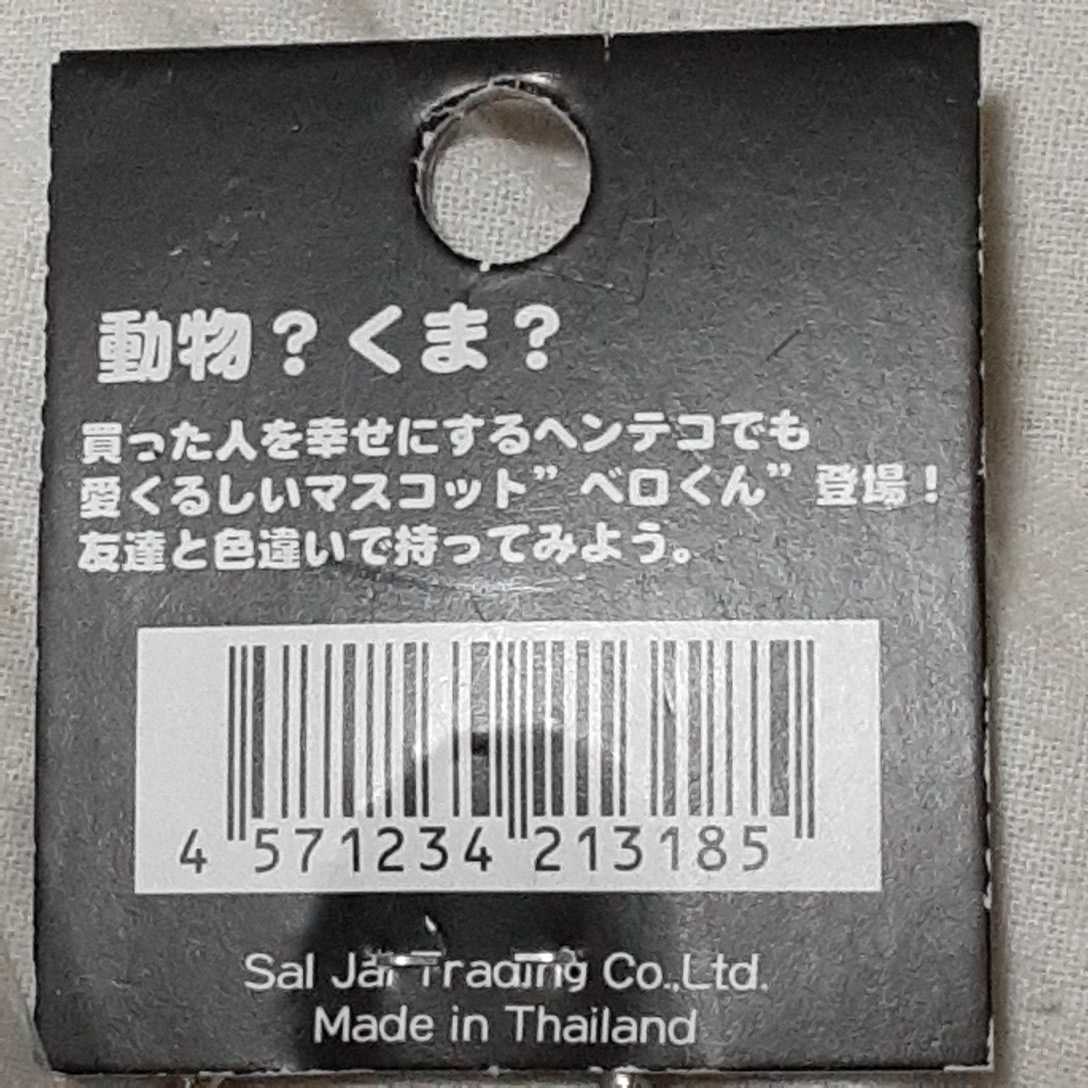 動物？くま？
買った人を幸せにするヘンテコでも
愛くるしいマスコット”ベロくん”登場！
友達と色違いで持ってみよう。
4 571234 213185
Sal Jai Trading Co.,Ltd.
Made in Thailand